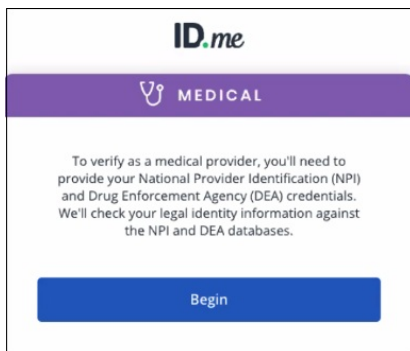 ID.me
MEDICAL
To verify as a medical provider, you'll need to
provide your National Provider Identification (NPI)
and Drug Enforcement Agency (DEA) credentials.
We'll check your legal identity information against
the NPI and DEA databases.
Begin